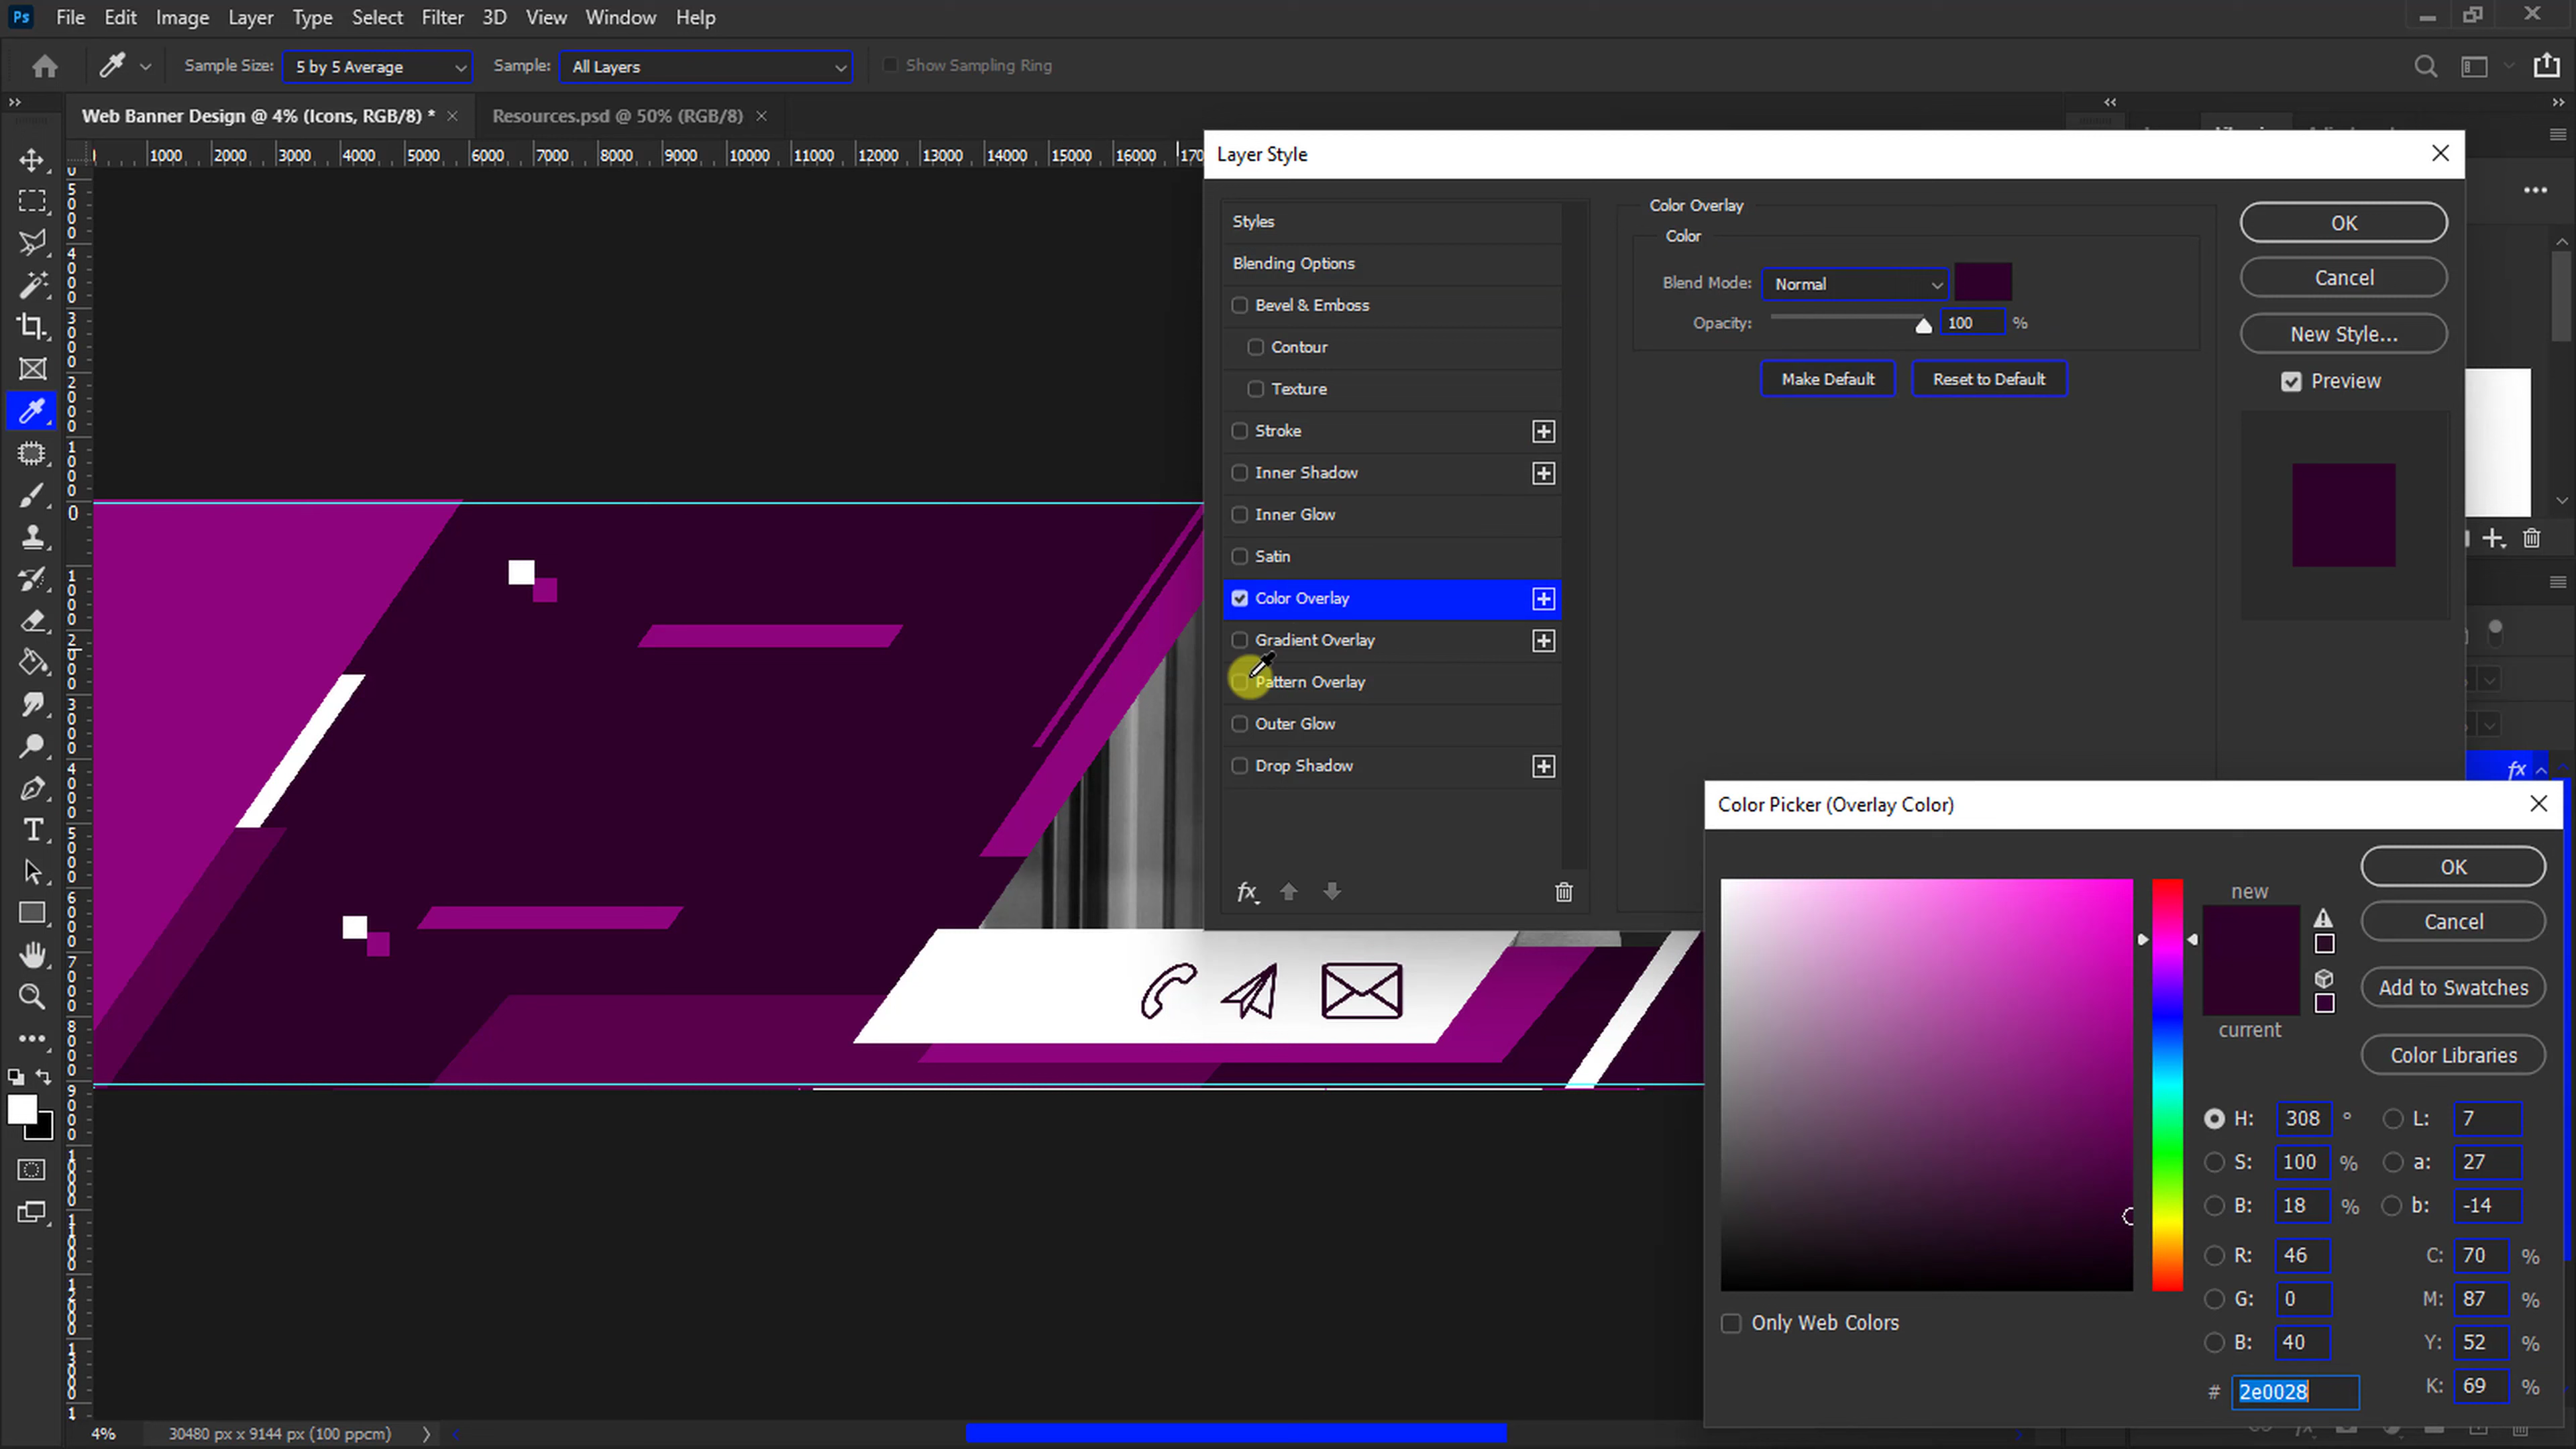 Ps File Edit Image Layer Type Select Filter 3D View Window Help
Sample Size: 5 by 5 Average Sample: All Layers Show Sampling Ring
Web Banner Design @ 4% (Icons, RGB/8) * × Resources.psd @ 50% (RGB/8) ×
1000 2000 3000 4000 5000 6000 7000 8000 9000 10000 11000 12000 13000 14000 15000 16000 170
Layer Style
Styles
Blending Options
Bevel & Emboss
Contour
Texture
Stroke
Inner Shadow
Inner Glow
Satin
Color Overlay
Gradient Overlay
Pattern Overlay
Outer Glow
Drop Shadow
fx
Color Overlay
Color
Blend Mode: Normal
Opacity: 100 %
Make Default Reset to Default
OK
Cancel
New Style...
Preview
fx
Color Picker (Overlay Color)
new
current
OK
Cancel
Add to Swatches
Color Libraries
H: 308 ° L: 7
S: 100 % a: 27
B: 18 % b: -14
R: 46 C: 70 %
G: 0 M: 87 %
B: 40 Y: 52 %
# 2e0028 K: 69 %
Only Web Colors
4% 30480 px x 9144 px (100 ppcm)